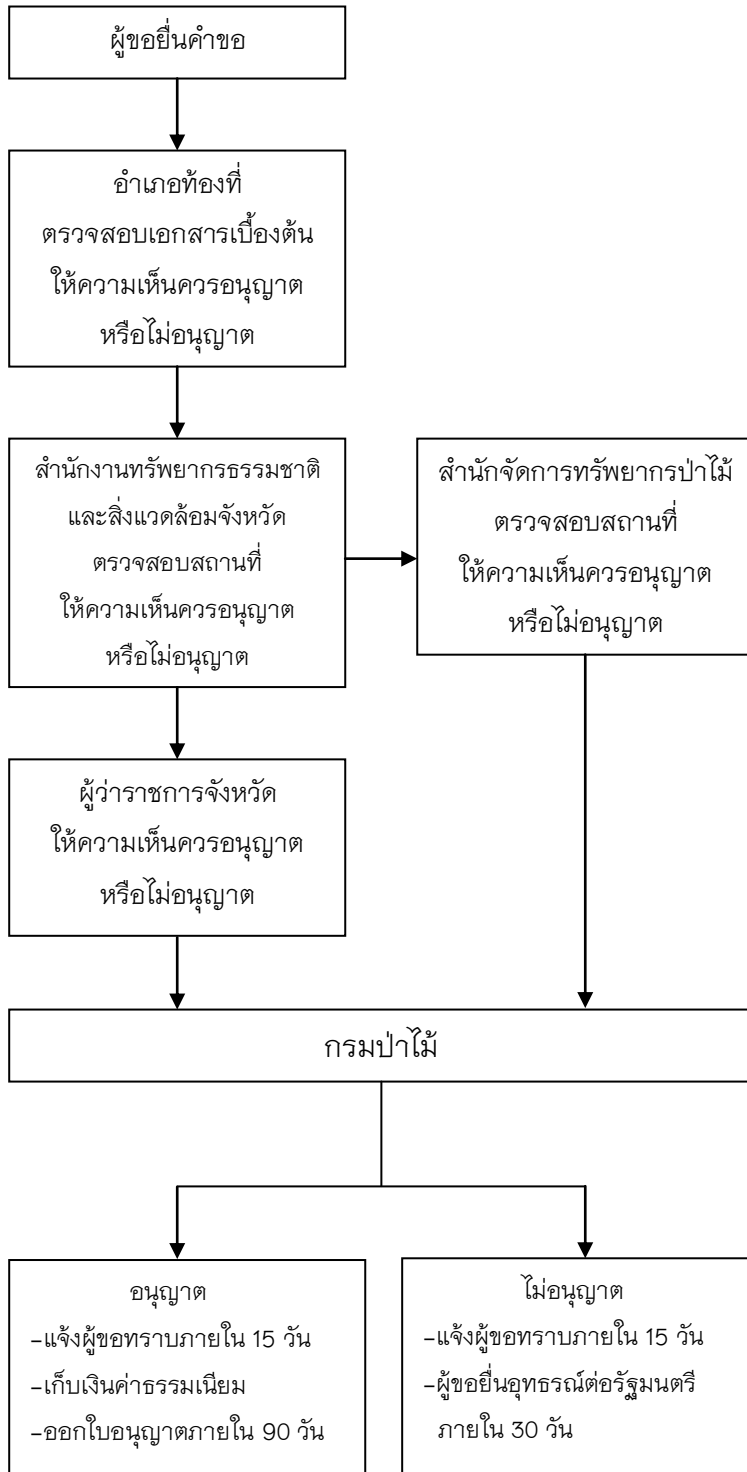 ผู้ขอยื่นคำขอ
อำเภอท้องที่
ตรวจสอบเอกสารเบื้องต้น
ให้ความเห็นควรอนุญาต
หรือไม่อนุญาต
สำนักงานทรัพยากรธรรมชาติ
และสิ่งแวดล้อมจังหวัด
ตรวจสอบสถานที่
ให้ความเห็นควรอนุญาต
หรือไม่อนุญาต
สำนักจัดการทรัพยากรป่าไม้
ตรวจสอบสถานที่
ให้ความเห็นควรอนุญาต
หรือไม่อนุญาต
ผู้ว่าราชการจังหวัด
ให้ความเห็นควรอนุญาต
หรือไม่อนุญาต
กรมป่าไม้
อนุญาต
-แจ้งผู้ขอทราบภายใน 15 วัน
-เก็บเงินค่าธรรมเนียม
-ออกใบอนุญาตภายใน 90 วัน
ไม่อนุญาต
-แจ้งผู้ขอทราบภายใน 15 วัน
-ผู้ขอยื่นอุทธรณ์ต่อรัฐมนตรี
ภายใน 30 วัน